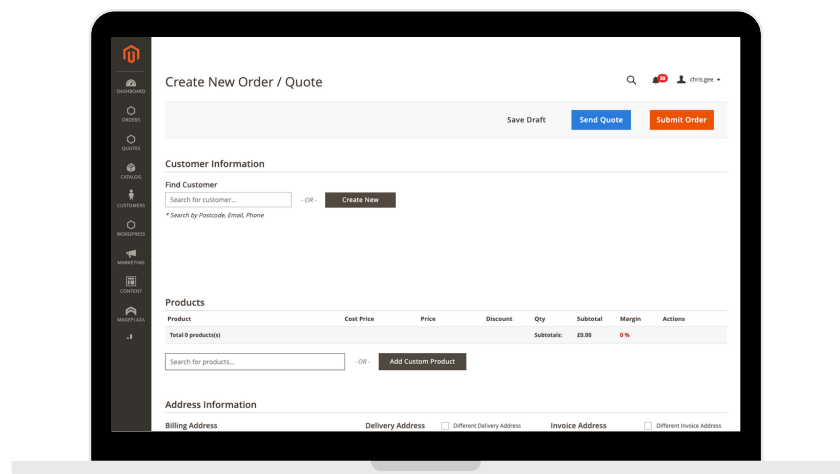 Create New Order / Quote
38
chris.gee
DASHBOARD
ORDERS
QUOTES
CATALOG
CUSTOMERS
WORDPRESS
MARKETING
CONTENT
MAGEPLAZA
Save Draft
Send Quote
Submit Order
Customer Information
Find Customer
Search for customer...
- OR -
Create New
* Search by Postcode, Email, Phone
Products
Product Cost Price Price Discount Qty Subtotal Margin Actions
Total 0 products(s) Subtotals: £0.00 0 %
Search for products...
- OR -
Add Custom Product
Address Information
Billing Address Delivery Address Different Delivery Address Invoice Address Different Invoice Address